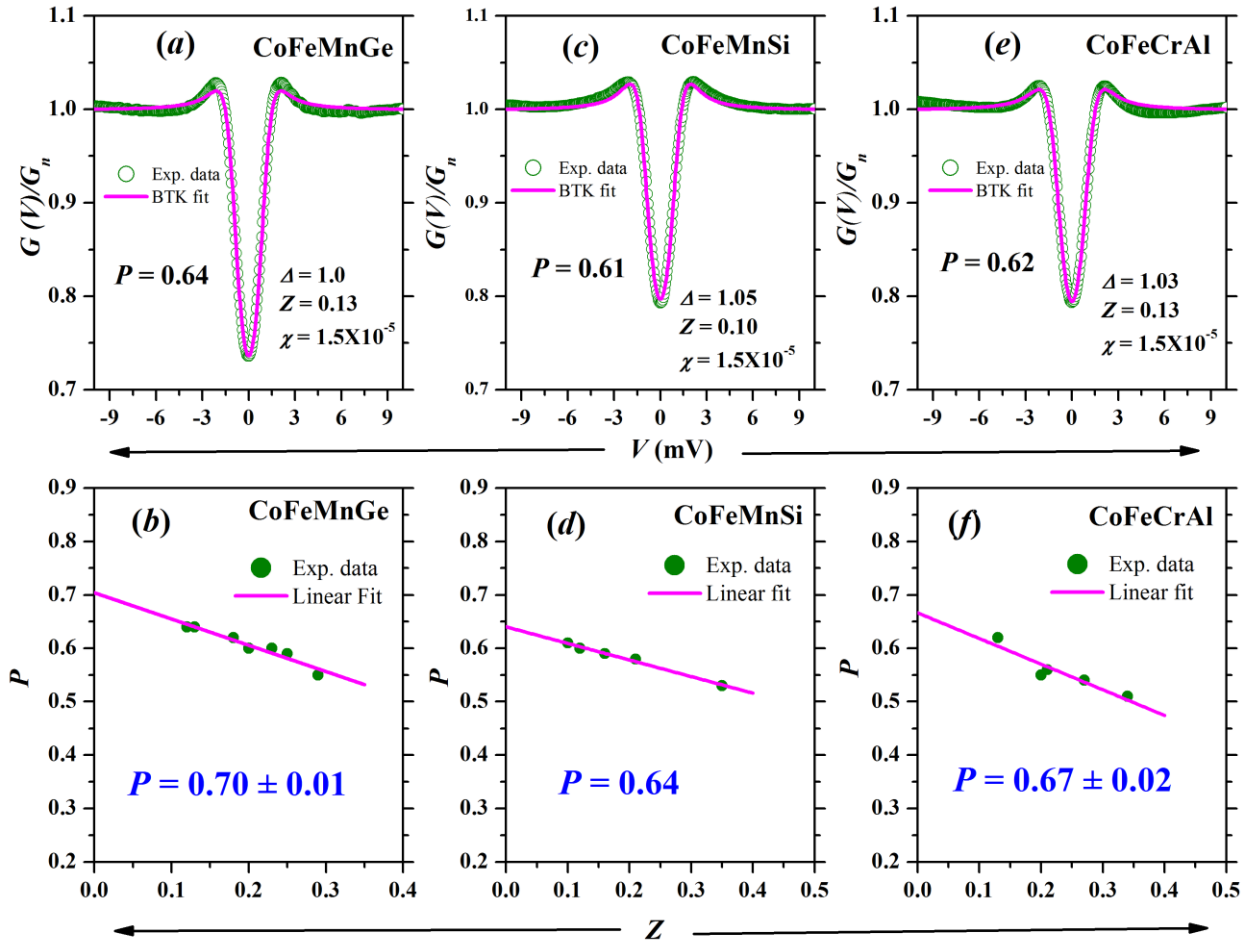 (a) CoFeMnGe
1.1
1.0
0.9
0.8
0.7
G (V)/Gn
Exp. data
BTK fit
P = 0.64
Δ = 1.0
Z = 0.13
χ = 1.5X10-5
-9 -6 -3 0 3 6 9
(c) CoFeMnSi
1.1
1.0
0.9
0.8
0.7
G(V)/Gn
Exp. data
BTK fit
P = 0.61
Δ = 1.05
Z = 0.10
χ = 1.5X10-5
-9 -6 -3 0 3 6 9
(e) CoFeCrAl
1.1
1.0
0.9
0.8
0.7
G(V)/Gn
Exp. data
BTK fit
P = 0.62
Δ = 1.03
Z = 0.13
χ = 1.5X10-5
-9 -6 -3 0 3 6 9
V (mV)
(b) CoFeMnGe
0.9
0.8
0.7
0.6
0.5
0.4
0.3
0.2
P
Exp. data
Linear Fit
P = 0.70 ± 0.01
0.0 0.1 0.2 0.3 0.4
(d) CoFeMnSi
0.9
0.8
0.7
0.6
0.5
0.4
0.3
0.2
P
Exp. data
Linear fit
P = 0.64
0.0 0.1 0.2 0.3 0.4 0.5
(f) CoFeCrAl
0.9
0.8
0.7
0.6
0.5
0.4
0.3
0.2
P
Exp. data
Linear fit
P = 0.67 ± 0.02
0.0 0.1 0.2 0.3 0.4 0.5
Z